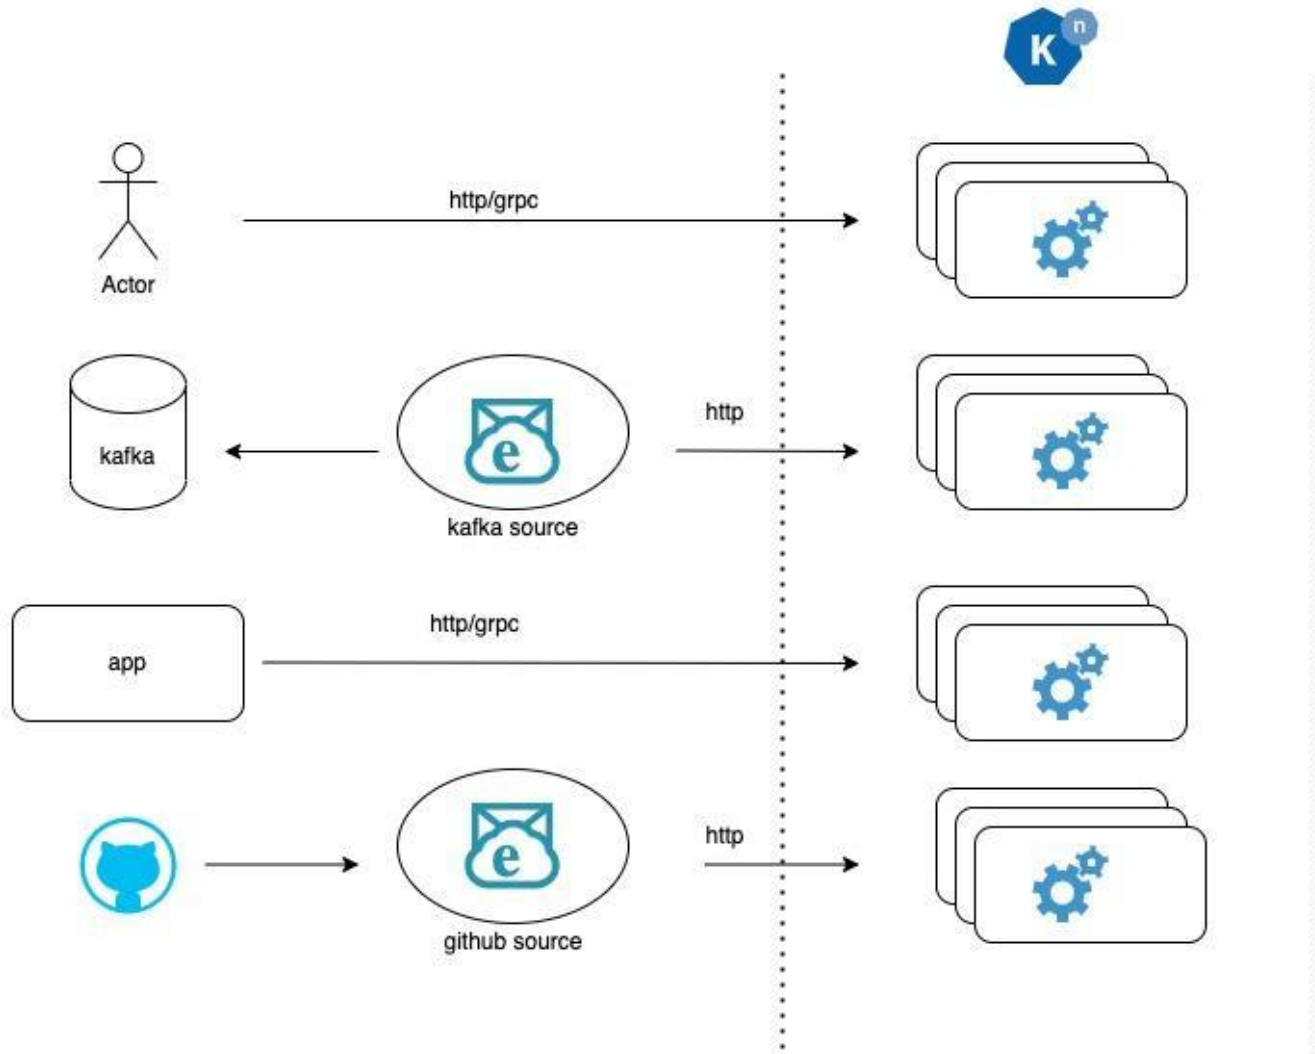 K n
http/grpc
Actor
kafka
e
http
kafka source
http/grpc
app
e
http
github source